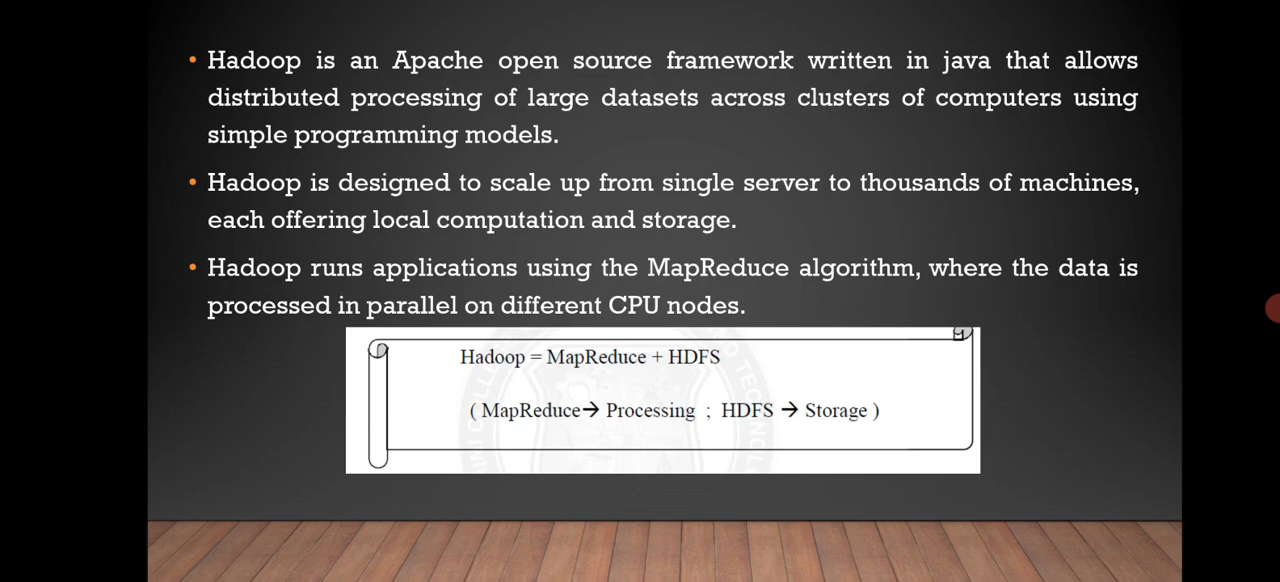 • Hadoop is an Apache open source framework written in java that allows
distributed processing of large datasets across clusters of computers using
simple programming models.
• Hadoop is designed to scale up from single server to thousands of machines,
each offering local computation and storage.
• Hadoop runs applications using the MapReduce algorithm, where the data is
processed in parallel on different CPU nodes.
Hadoop = MapReduce + HDFS
( MapReduce→ Processing ; HDFS → Storage )